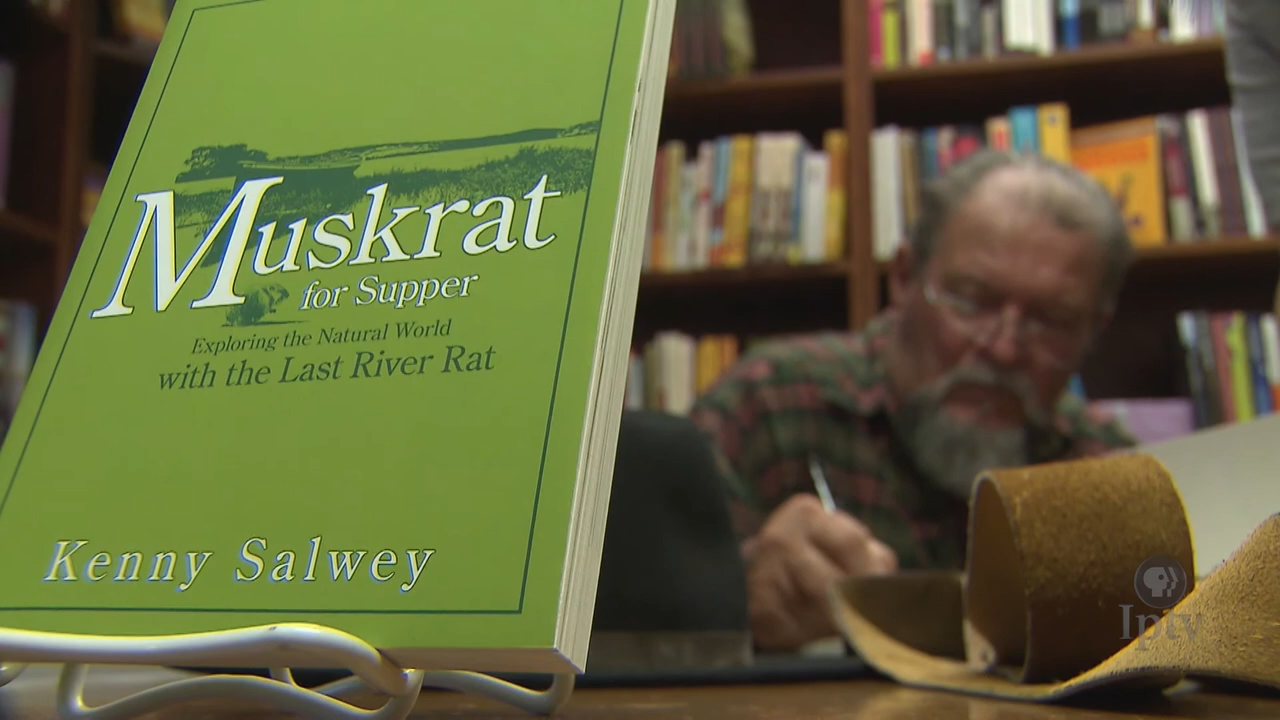 Muskrat
for Supper
Exploring the Natural World
with the Last River Rat
Kenny Salwey
Iptv